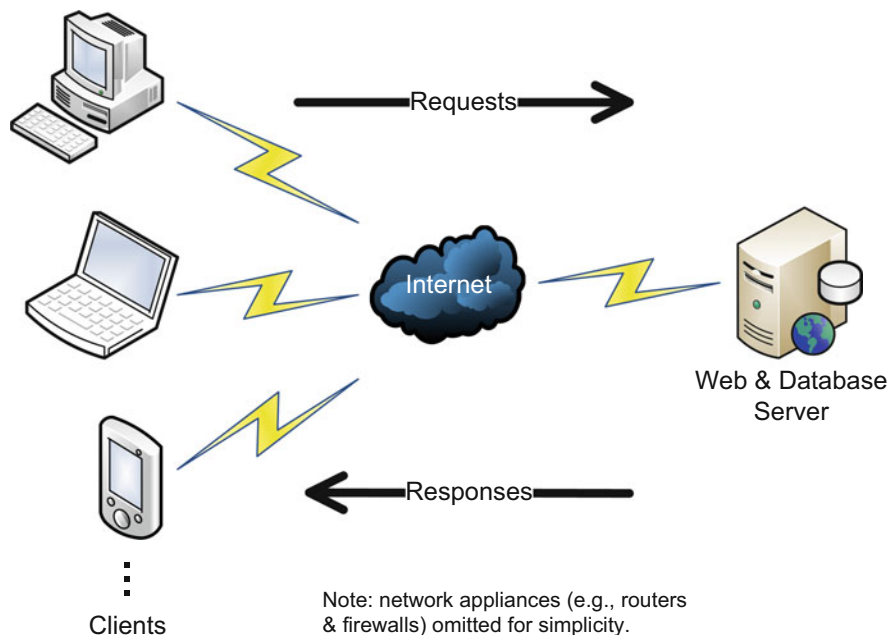 Requests
Internet
Web & Database
Server
Responses
Clients
Note: network appliances (e.g., routers
& firewalls) omitted for simplicity.